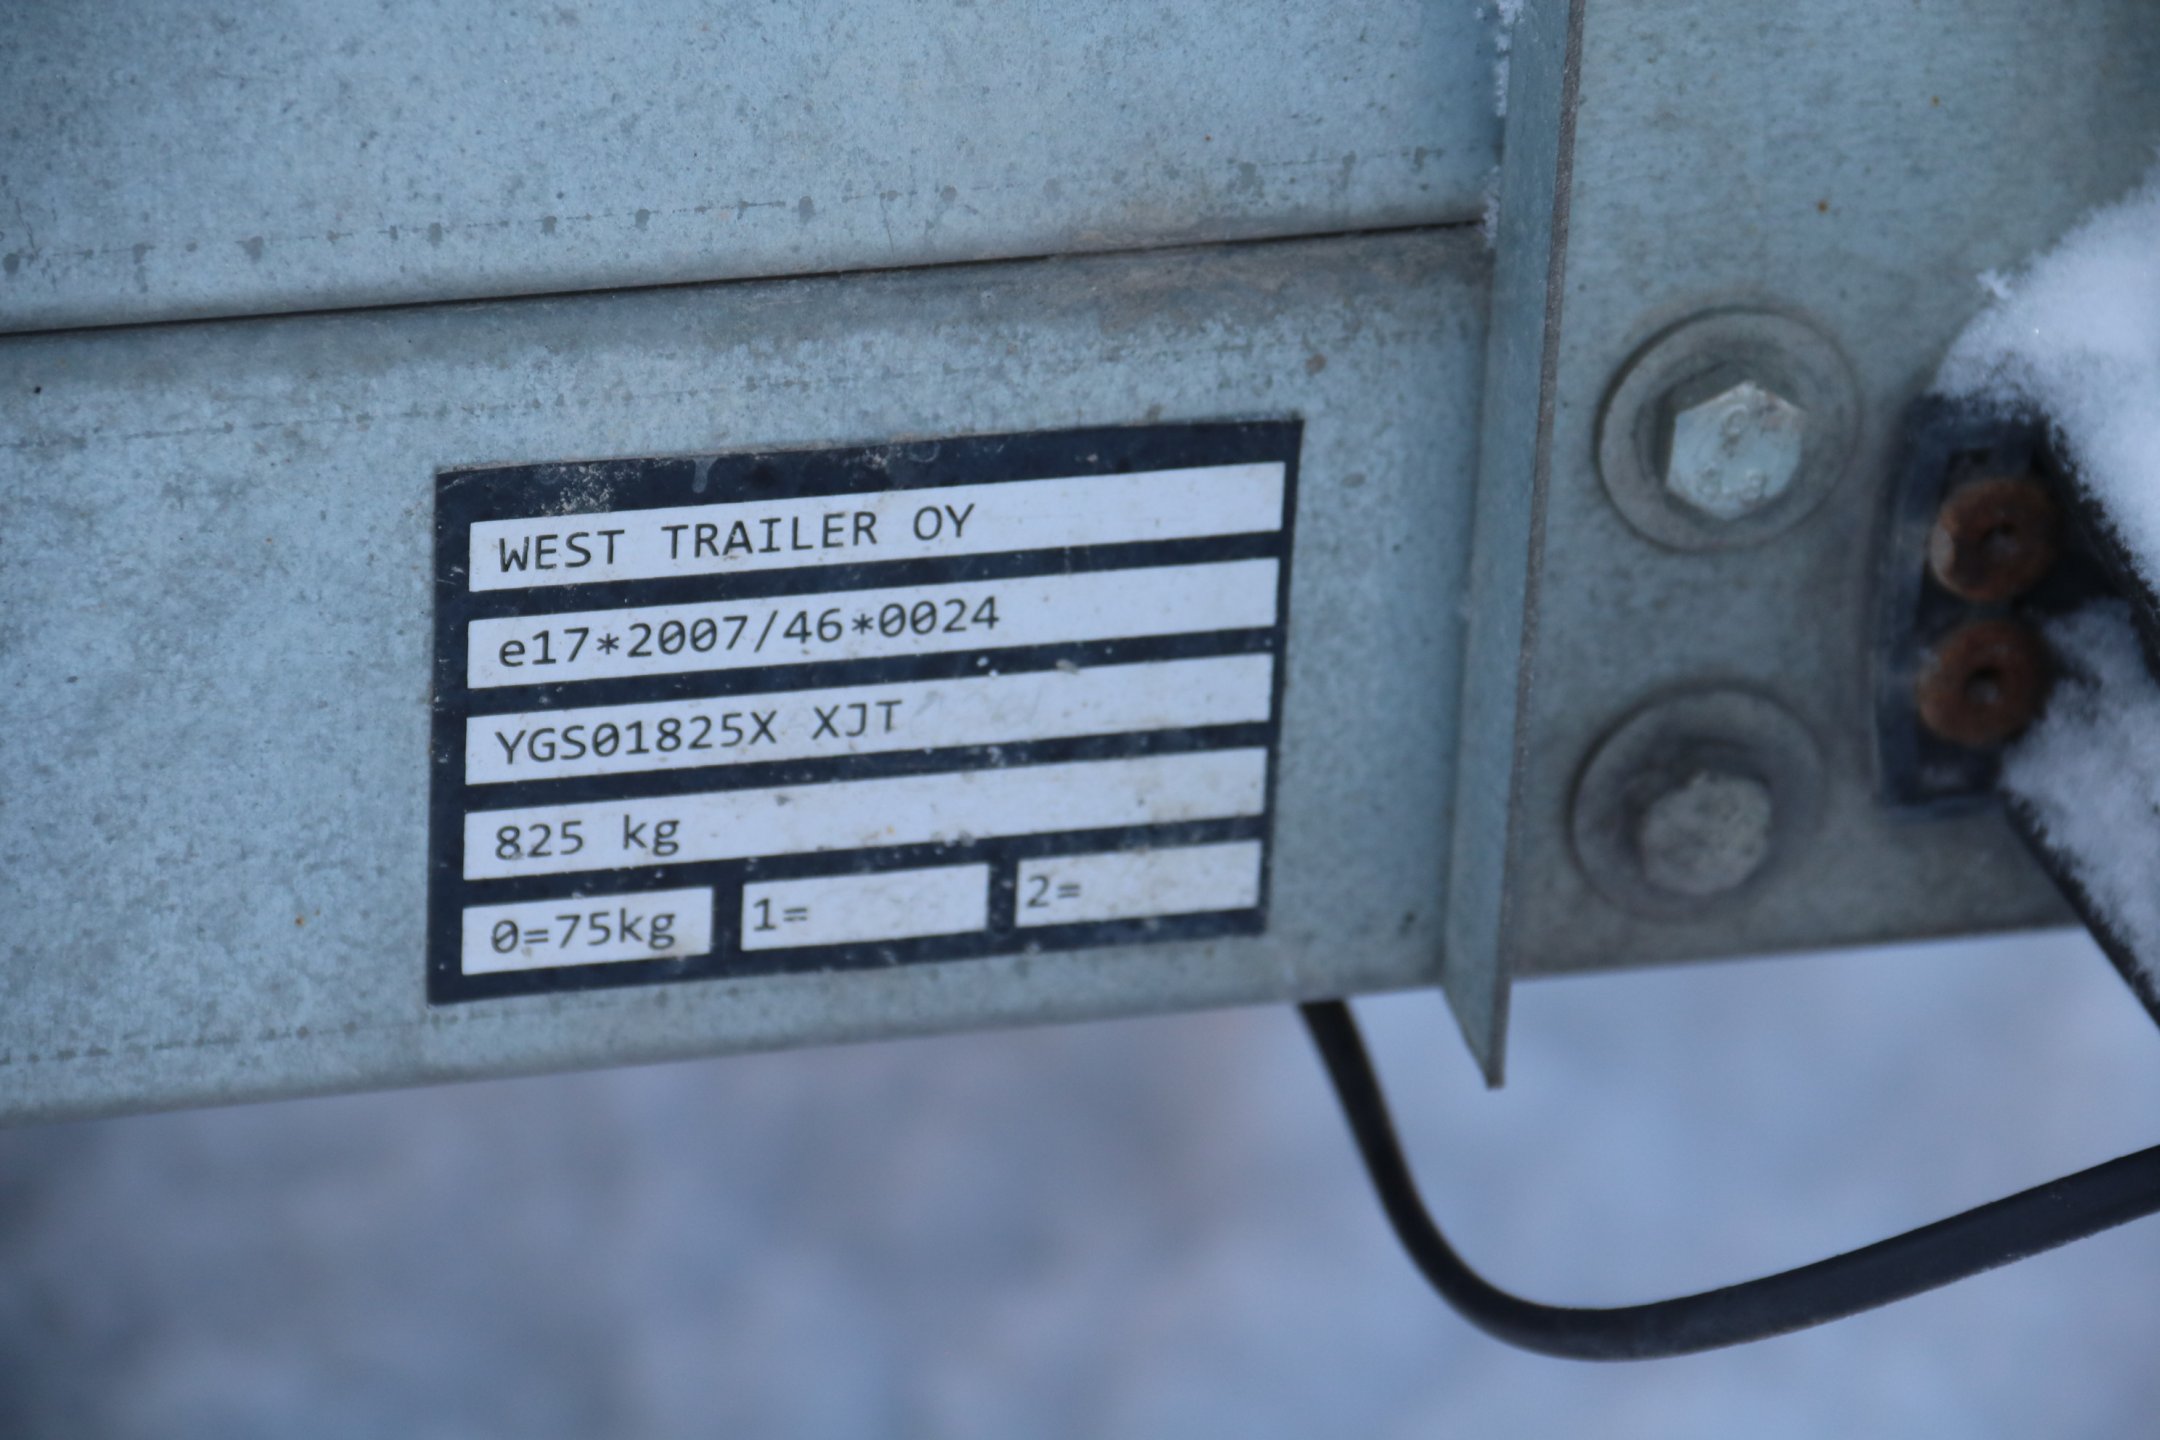 WEST TRAILER OY
e17*2007/46*0024
YGS01825X XJT
825 kg
0=75kg 1= 2=